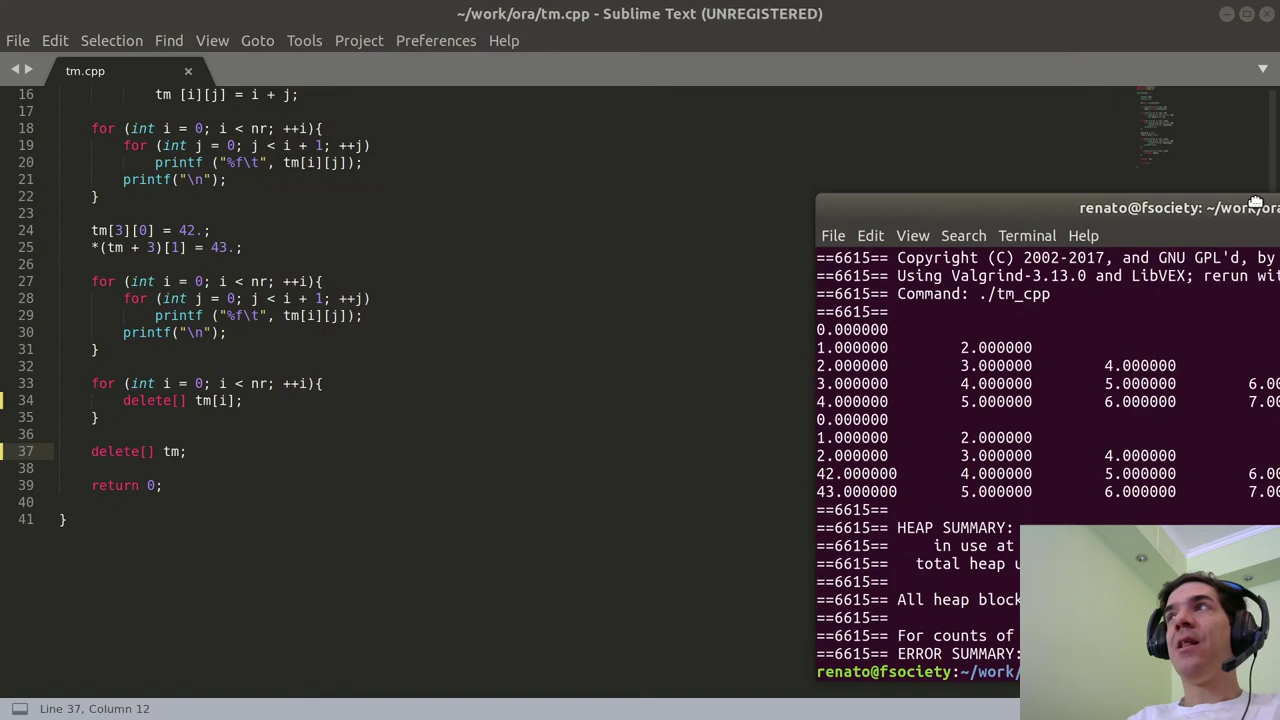 ~/work/ora/tm.cpp - Sublime Text (UNREGISTERED)
File Edit Selection Find View Goto Tools Project Preferences Help
tm.cpp
16 tm [i][j] = i + j;
17
18 for (int i = 0; i < nr; ++i){
19 for (int j = 0; j < i + 1; ++j)
20 printf ("%f\t", tm[i][j]);
21 printf("\n");
22 }
23
24 tm[3][0] = 42.;
25 *(tm + 3)[1] = 43.;
26
27 for (int i = 0; i < nr; ++i){
28 for (int j = 0; j < i + 1; ++j)
29 printf ("%f\t", tm[i][j]);
30 printf("\n");
31 }
32
33 for (int i = 0; i < nr; ++i){
34 delete[] tm[i];
35 }
36
37 delete[] tm;
38
39 return 0;
40
41 }
Line 37, Column 12
renato@fsociety: ~/work/ora
File Edit View Search Terminal Help
==6615== Copyright (C) 2002-2017, and GNU GPL'd, by
==6615== Using Valgrind-3.13.0 and LibVEX; rerun wit
==6615== Command: ./tm_cpp
==6615==
0.000000
1.000000 2.000000
2.000000 3.000000 4.000000
3.000000 4.000000 5.000000 6.00
4.000000 5.000000 6.000000 7.00
0.000000
1.000000 2.000000
2.000000 3.000000 4.000000
42.000000 4.000000 5.000000 6.00
43.000000 5.000000 6.000000 7.00
==6615==
==6615== HEAP SUMMARY:
==6615== in use at
==6615== total heap u
==6615==
==6615== All heap block
==6615==
==6615== For counts of
==6615== ERROR SUMMARY:
renato@fsociety:~/work/